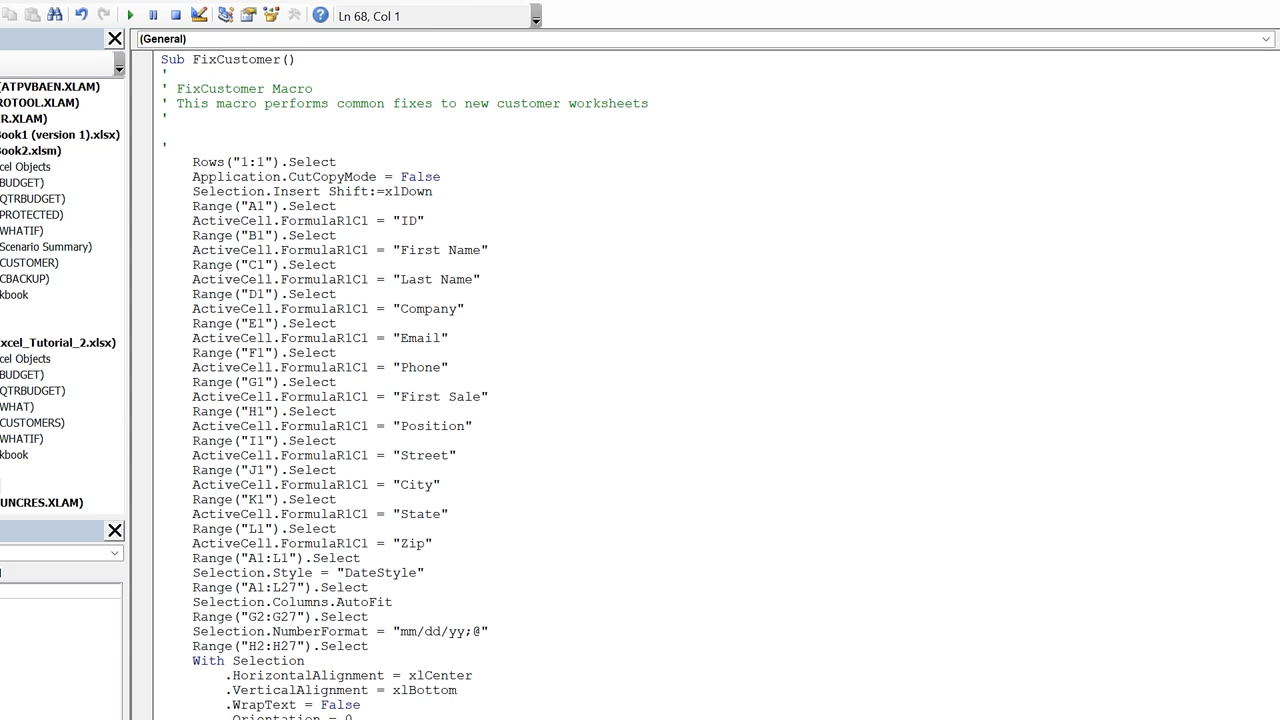 Ln 68, Col 1
(General)
(ATPVBAEN.XLAM)
ROTOOL.XLAM)
R.XLAM)
Book1 (version 1).xlsx)
Book2.xlsm)
cel Objects
BUDGET)
QTRBUDGET)
PROTECTED)
WHATIF)
Scenario Summary)
CUSTOMER)
CBACKUP)
kbook
xcel_Tutorial_2.xlsx)
cel Objects
BUDGET)
QTRBUDGET)
WHAT)
CUSTOMERS)
WHATIF)
kbook
UNCRES.XLAM)
Sub FixCustomer()
'
' FixCustomer Macro
' This macro performs common fixes to new customer worksheets
'
'
Rows("1:1").Select
Application.CutCopyMode = False
Selection.Insert Shift:=xlDown
Range("A1").Select
ActiveCell.FormulaR1C1 = "ID"
Range("B1").Select
ActiveCell.FormulaR1C1 = "First Name"
Range("C1").Select
ActiveCell.FormulaR1C1 = "Last Name"
Range("D1").Select
ActiveCell.FormulaR1C1 = "Company"
Range("E1").Select
ActiveCell.FormulaR1C1 = "Email"
Range("F1").Select
ActiveCell.FormulaR1C1 = "Phone"
Range("G1").Select
ActiveCell.FormulaR1C1 = "First Sale"
Range("H1").Select
ActiveCell.FormulaR1C1 = "Position"
Range("I1").Select
ActiveCell.FormulaR1C1 = "Street"
Range("J1").Select
ActiveCell.FormulaR1C1 = "City"
Range("K1").Select
ActiveCell.FormulaR1C1 = "State"
Range("L1").Select
ActiveCell.FormulaR1C1 = "Zip"
Range("A1:L1").Select
Selection.Style = "DateStyle"
Range("A1:L27").Select
Selection.Columns.AutoFit
Range("G2:G27").Select
Selection.NumberFormat = "mm/dd/yy;@"
Range("H2:H27").Select
With Selection
.HorizontalAlignment = xlCenter
.VerticalAlignment = xlBottom
.WrapText = False
.Orientation = 0